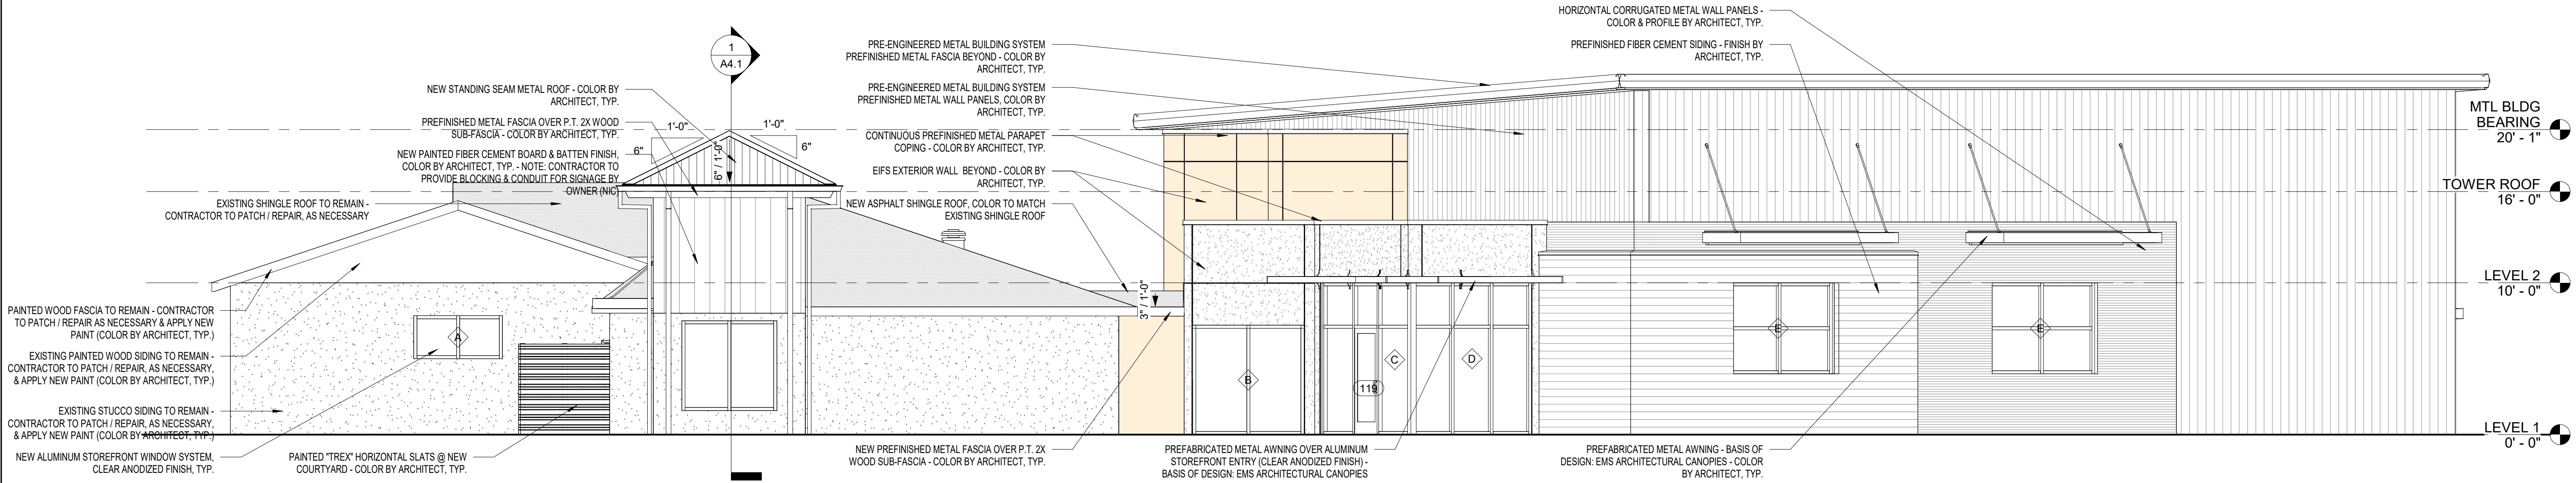 HORIZONTAL CORRUGATED METAL WALL PANELS -
COLOR & PROFILE BY ARCHITECT, TYP.
PRE-ENGINEERED METAL BUILDING SYSTEM
PREFINISHED METAL FASCIA BEYOND - COLOR BY
ARCHITECT, TYP.
PREFINISHED FIBER CEMENT SIDING - FINISH BY
ARCHITECT, TYP.
1
A4.1
NEW STANDING SEAM METAL ROOF - COLOR BY
ARCHITECT, TYP.
PRE-ENGINEERED METAL BUILDING SYSTEM
PREFINISHED METAL WALL PANELS, COLOR BY
ARCHITECT, TYP.
PREFINISHED METAL FASCIA OVER P.T. 2X WOOD
SUB-FASCIA - COLOR BY ARCHITECT, TYP.
1'-0"
1'-0"
6"
6"
6" / 1'-0"
CONTINUOUS PREFINISHED METAL PARAPET
COPING - COLOR BY ARCHITECT, TYP.
MTL BLDG
BEARING
20' - 1"
NEW PAINTED FIBER CEMENT BOARD & BATTEN FINISH,
COLOR BY ARCHITECT, TYP. - NOTE: CONTRACTOR TO
PROVIDE BLOCKING & CONDUIT FOR SIGNAGE BY
OWNER (NIC)
EIFS EXTERIOR WALL BEYOND - COLOR BY
ARCHITECT, TYP.
TOWER ROOF
16' - 0"
EXISTING SHINGLE ROOF TO REMAIN -
CONTRACTOR TO PATCH / REPAIR, AS NECESSARY
NEW ASPHALT SHINGLE ROOF, COLOR TO MATCH
EXISTING SHINGLE ROOF
LEVEL 2
10' - 0"
3" / 1'-0"
PAINTED WOOD FASCIA TO REMAIN - CONTRACTOR
TO PATCH / REPAIR AS NECESSARY & APPLY NEW
PAINT (COLOR BY ARCHITECT, TYP.)
A
E
E
C
D
B
119
EXISTING PAINTED WOOD SIDING TO REMAIN -
CONTRACTOR TO PATCH / REPAIR, AS NECESSARY,
& APPLY NEW PAINT (COLOR BY ARCHITECT, TYP.)
EXISTING STUCCO SIDING TO REMAIN -
CONTRACTOR TO PATCH / REPAIR, AS NECESSARY,
& APPLY NEW PAINT (COLOR BY ARCHITECT, TYP.)
LEVEL 1
0' - 0"
NEW ALUMINUM STOREFRONT WINDOW SYSTEM,
CLEAR ANODIZED FINISH, TYP.
PAINTED "TREX" HORIZONTAL SLATS @ NEW
COURTYARD - COLOR BY ARCHITECT, TYP.
NEW PREFINISHED METAL FASCIA OVER P.T. 2X
WOOD SUB-FASCIA - COLOR BY ARCHITECT, TYP.
PREFABRICATED METAL AWNING OVER ALUMINUM
STOREFRONT ENTRY (CLEAR ANODIZED FINISH) -
BASIS OF DESIGN: EMS ARCHITECTURAL CANOPIES
PREFABRICATED METAL AWNING - BASIS OF
DESIGN: EMS ARCHITECTURAL CANOPIES - COLOR
BY ARCHITECT, TYP.